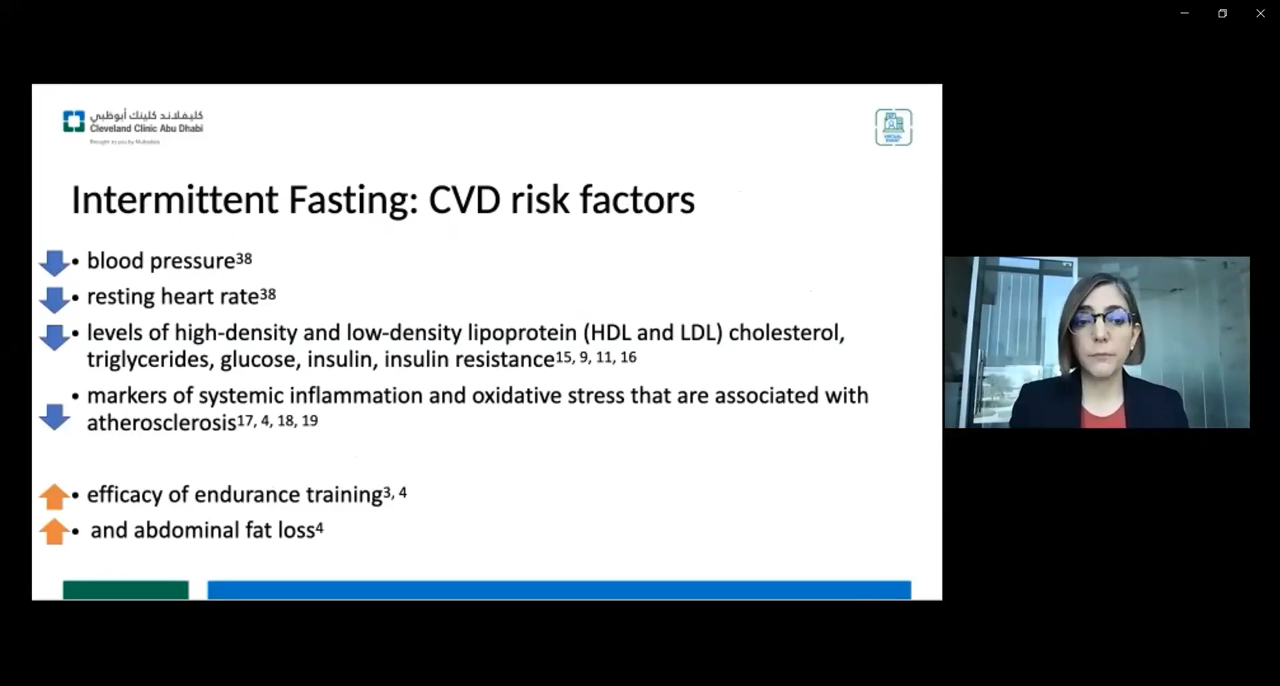 كليفلاند كلينك أبوظبي
Cleveland Clinic Abu Dhabi
Brought to you by Mubadala
VIRTUAL EVENT
Intermittent Fasting: CVD risk factors
• blood pressure38
• resting heart rate38
• levels of high-density and low-density lipoprotein (HDL and LDL) cholesterol,
triglycerides, glucose, insulin, insulin resistance15, 9, 11, 16
• markers of systemic inflammation and oxidative stress that are associated with
atherosclerosis17, 4, 18, 19
• efficacy of endurance training3, 4
• and abdominal fat loss4